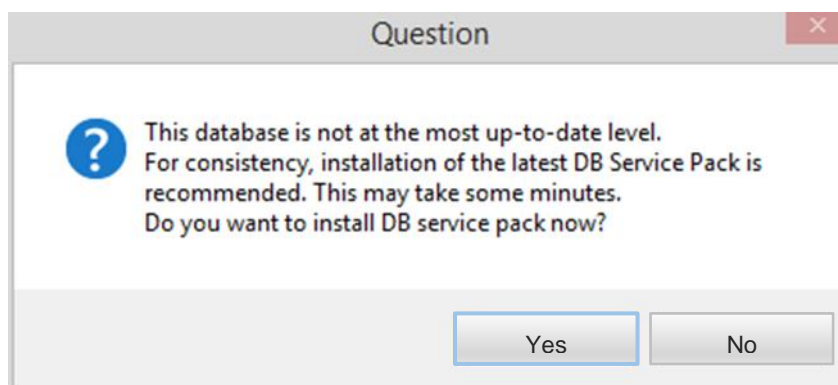 Question
This database is not at the most up-to-date level.
For consistency, installation of the latest DB Service Pack is
recommended. This may take some minutes.
Do you want to install DB service pack now?
Yes No